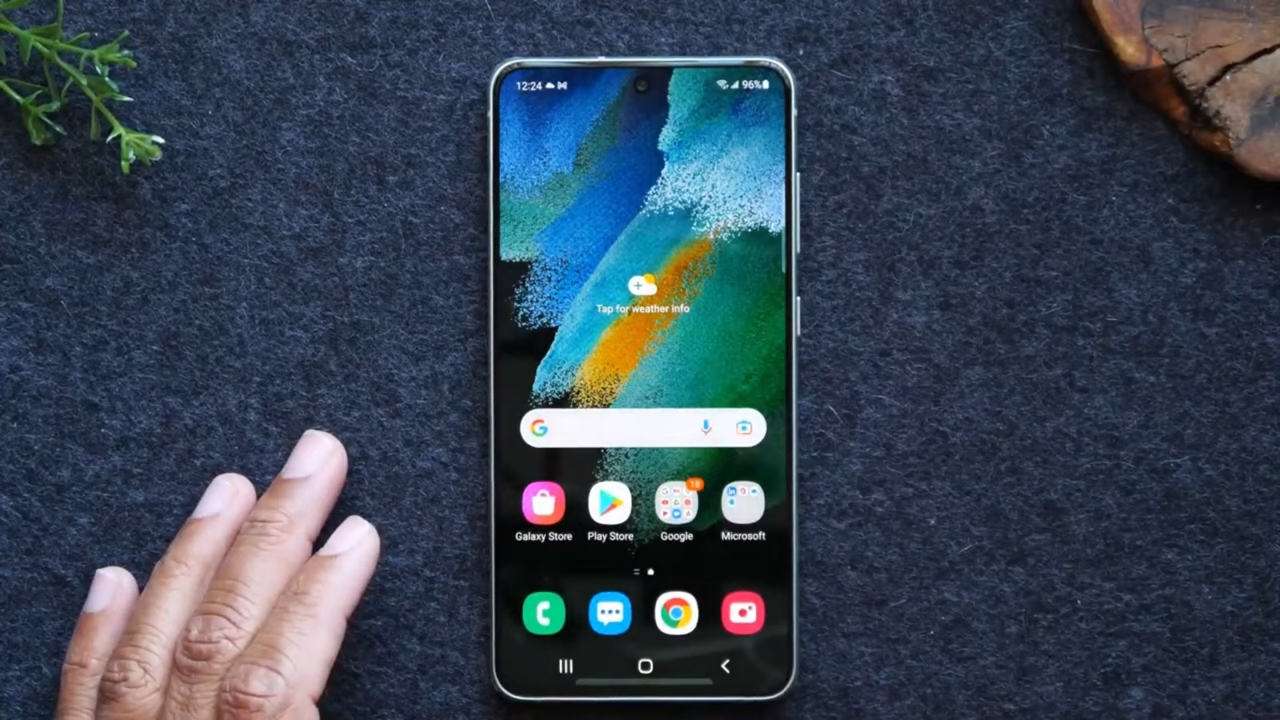 12:24
96%
Tap for weather info
G
18
Galaxy Store
Play Store
Google
Microsoft